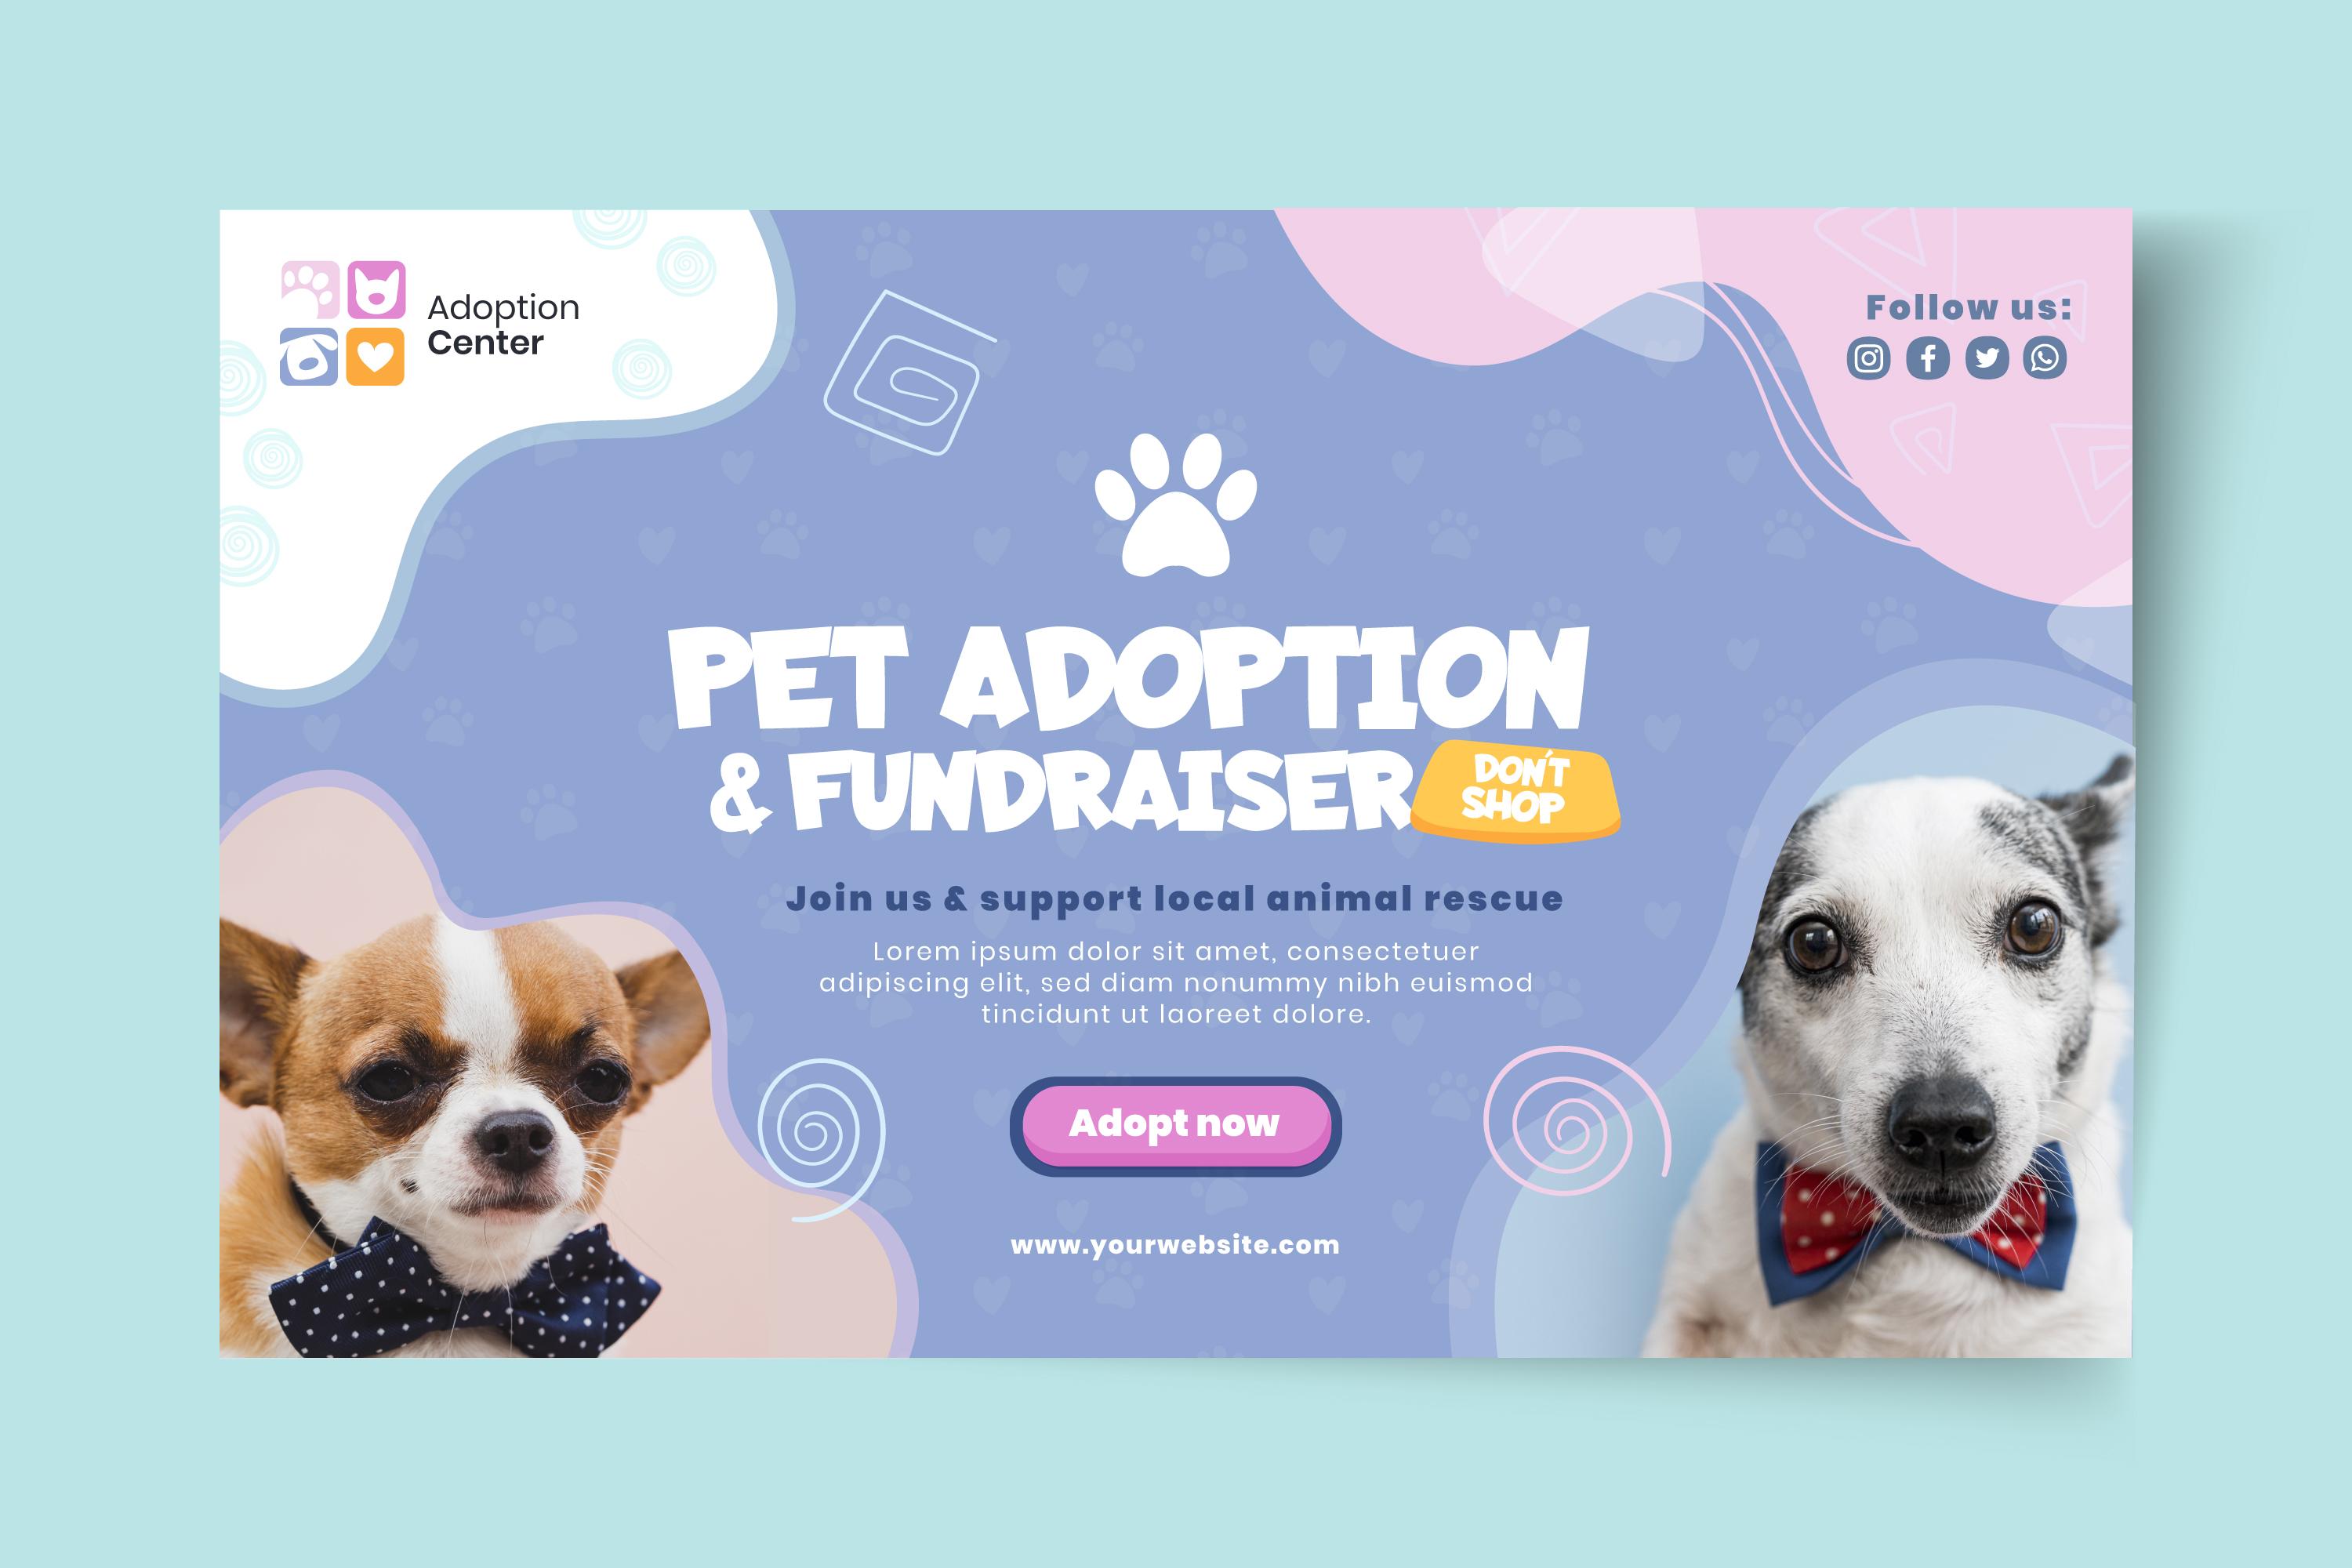 Adoption
Center
Follow us:
PET ADOPTION
& FUNDRAISER
DON'T
SHOP
Join us & support local animal rescue
Lorem ipsum dolor sit amet, consectetuer
adipiscing elit, sed diam nonummy nibh euismod
tincidunt ut laoreet dolore.
Adopt now
www.yourwebsite.com